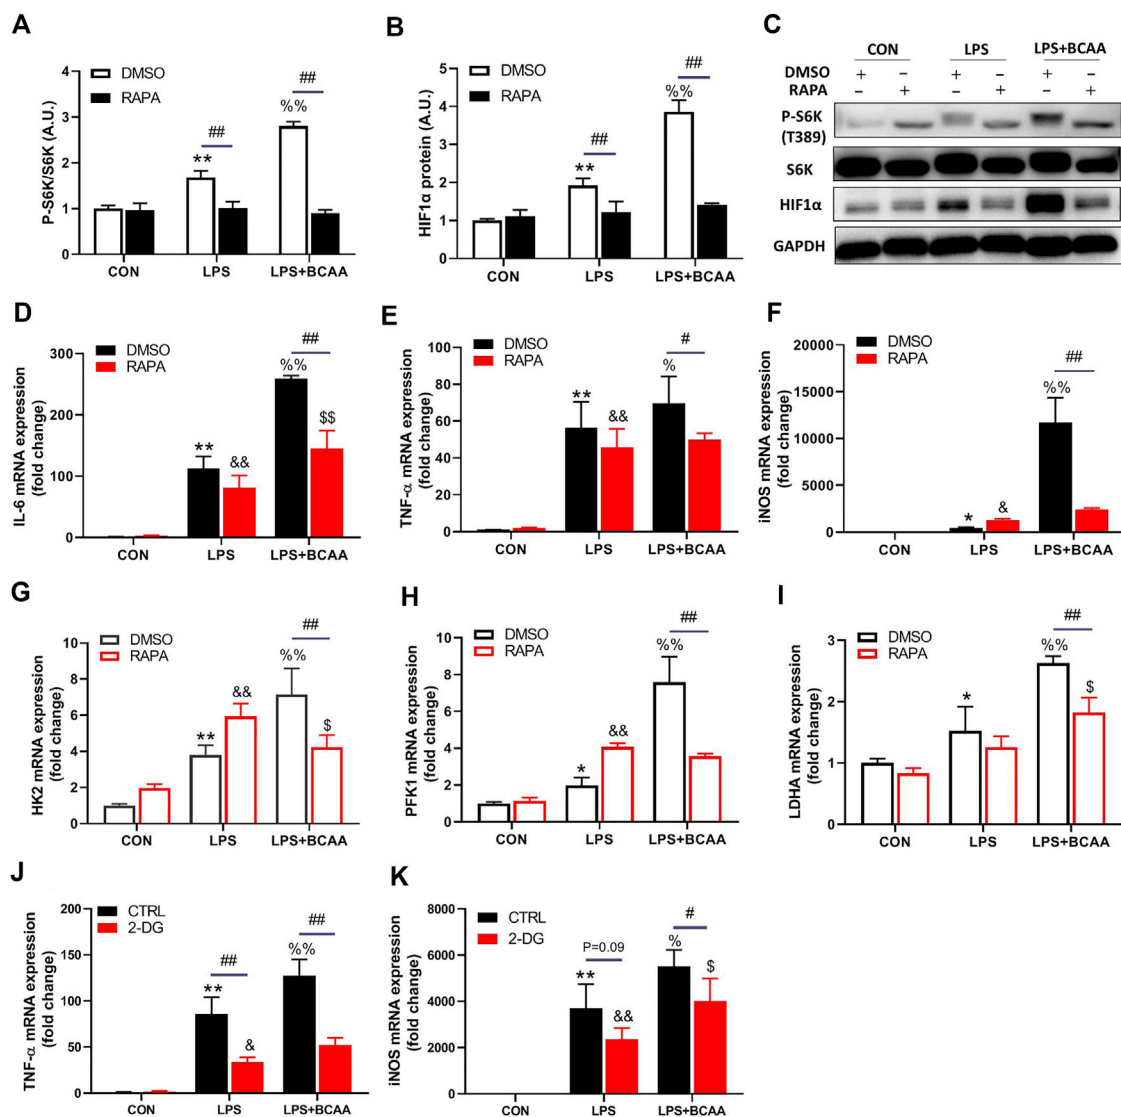 A
P-S6K/S6K (A.U.)
DMSO
RAPA
4
3
2
1
0
**
##
%%
##
CON
LPS
LPS+BCAA
B
HIF1α protein (A.U.)
DMSO
RAPA
5
4
3
2
1
0
**
##
%%
##
CON
LPS
LPS+BCAA
C
CON LPS LPS+BCAA
DMSO + − + − + −
RAPA − + − + − +
P-S6K
(T389)
S6K
HIF1α
GAPDH
D
IL-6 mRNA expression
(fold change)
DMSO
RAPA
300
200
100
0
**
&&
%%
##
$$
CON
LPS
LPS+BCAA
E
TNF-α mRNA expression
(fold change)
DMSO
RAPA
100
80
60
40
20
0
**
&&
%
#
CON
LPS
LPS+BCAA
F
iNOS mRNA expression
(fold change)
DMSO
RAPA
20000
15000
10000
5000
0
*
&
%%
##
CON
LPS
LPS+BCAA
G
HK2 mRNA expression
(fold change)
DMSO
RAPA
10
8
6
4
2
0
**
&&
%%
##
$
CON
LPS
LPS+BCAA
H
PFK1 mRNA expression
(fold change)
DMSO
RAPA
10
8
6
4
2
0
*
&&
%%
##
CON
LPS
LPS+BCAA
I
LDHA mRNA expression
(fold change)
DMSO
RAPA
3
2
1
0
*
%%
##
$
CON
LPS
LPS+BCAA
J
TNF-α mRNA expression
(fold change)
CTRL
2-DG
200
150
100
50
0
**
##
&
%%
##
CON
LPS
LPS+BCAA
K
iNOS mRNA expression
(fold change)
CTRL
2-DG
8000
6000
4000
2000
0
**
P=0.09
&&
%
#
$
CON
LPS
LPS+BCAA